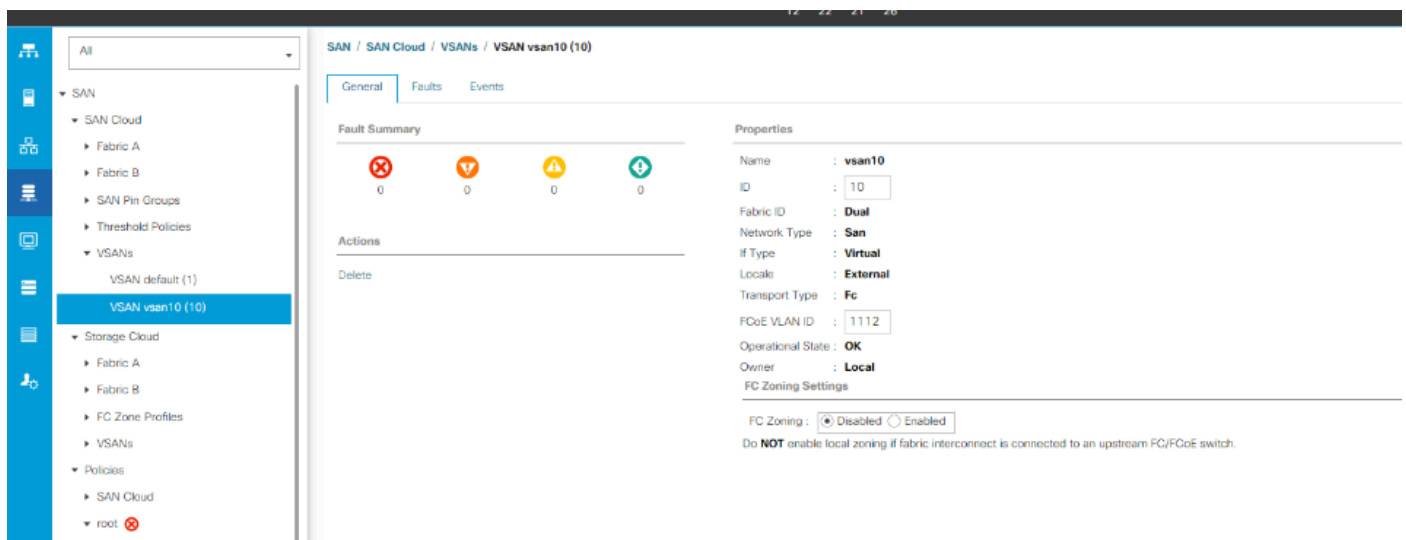 12 22 21 26
All
SAN
SAN Cloud
Fabric A
Fabric B
SAN Pin Groups
Threshold Policies
VSANs
VSAN default (1)
VSAN vsan10 (10)
Storage Cloud
Fabric A
Fabric B
FC Zone Profiles
VSANs
Policies
SAN Cloud
root
SAN / SAN Cloud / VSANs / VSAN vsan10 (10)
General Faults Events
Fault Summary
0 0 0 0
Actions
Delete
Properties
Name : vsan10
ID : 10
Fabric ID : Dual
Network Type : San
If Type : Virtual
Locale : External
Transport Type : Fc
FCoE VLAN ID : 1112
Operational State : OK
Owner : Local
FC Zoning Settings
FC Zoning : Disabled Enabled
Do NOT enable local zoning if fabric interconnect is connected to an upstream FC/FCoE switch.